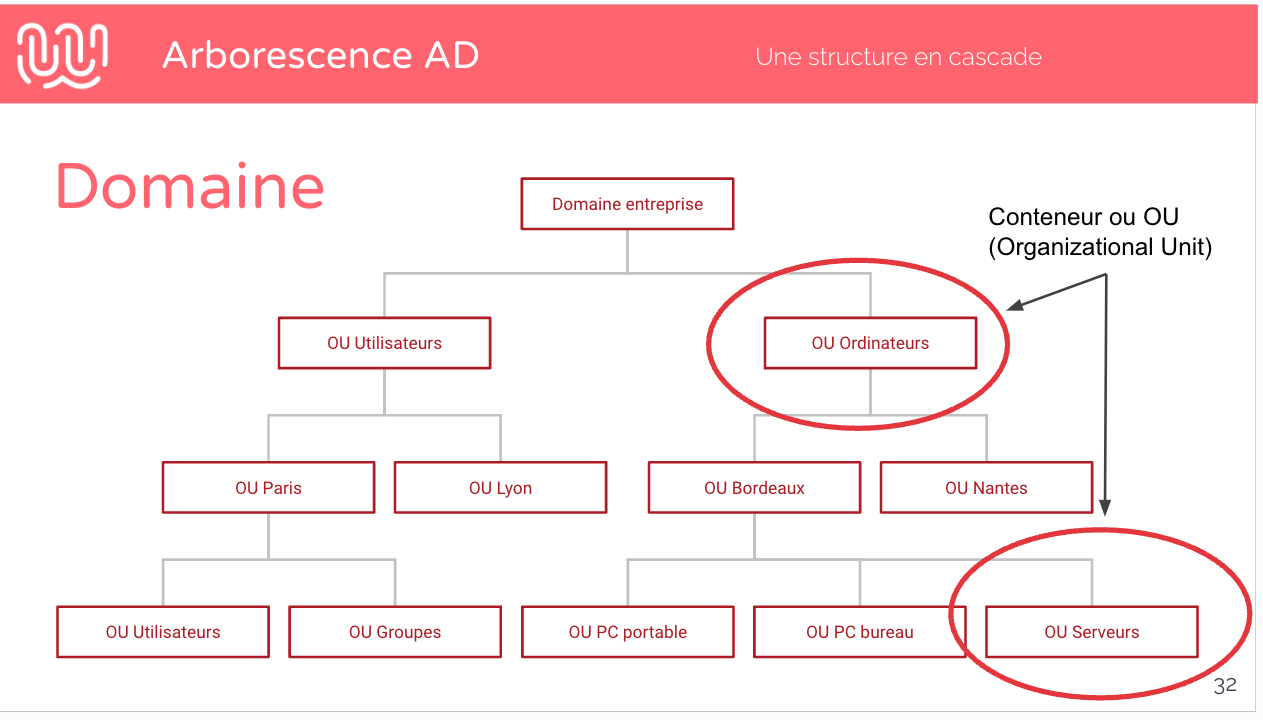 Arborescence AD
Une structure en cascade
Domaine
Domaine entreprise
Conteneur ou OU
(Organizational Unit)
OU Utilisateurs
OU Ordinateurs
OU Paris
OU Lyon
OU Bordeaux
OU Nantes
OU Utilisateurs
OU Groupes
OU PC portable
OU PC bureau
OU Serveurs
32